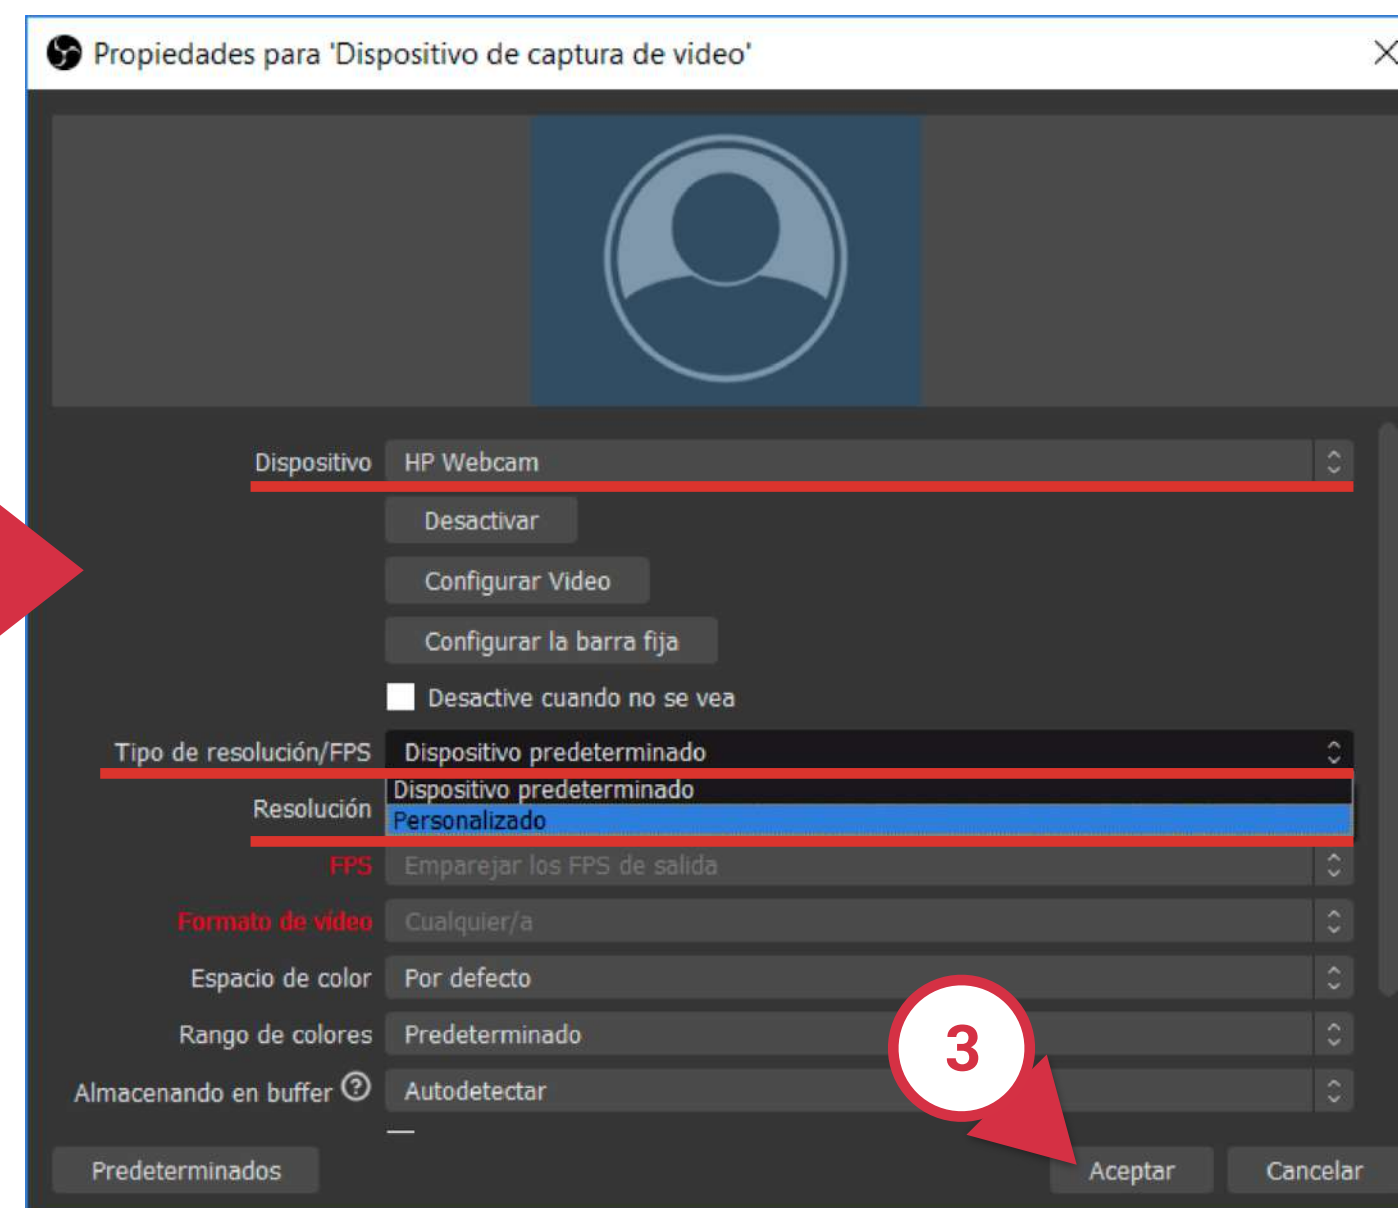 Propiedades para 'Dispositivo de captura de video'
Dispositivo HP Webcam
Desactivar
Configurar Video
Configurar la barra fija
Desactive cuando no se vea
Tipo de resolución/FPS Dispositivo predeterminado
Dispositivo predeterminado
Resolución
Personalizado
FPS Emparejar los FPS de salida
Formato de vídeo Cualquier/a
Espacio de color Por defecto
Rango de colores Predeterminado
3
Almacenando en buffer ? Autodetectar
Predeterminados Aceptar Cancelar